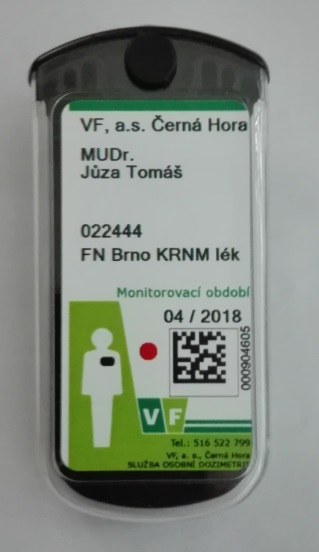 VF, a.s. Černá Hora
MUDr.
Jůza Tomáš
022444
FN Brno KRNM lék
Monitorovací období
04 / 2018
000904605
VF
Tel.: 516 522 799
VF, a. s., Černá Hora
SLUŽBA OSOBNÍ DOZIMETRIE